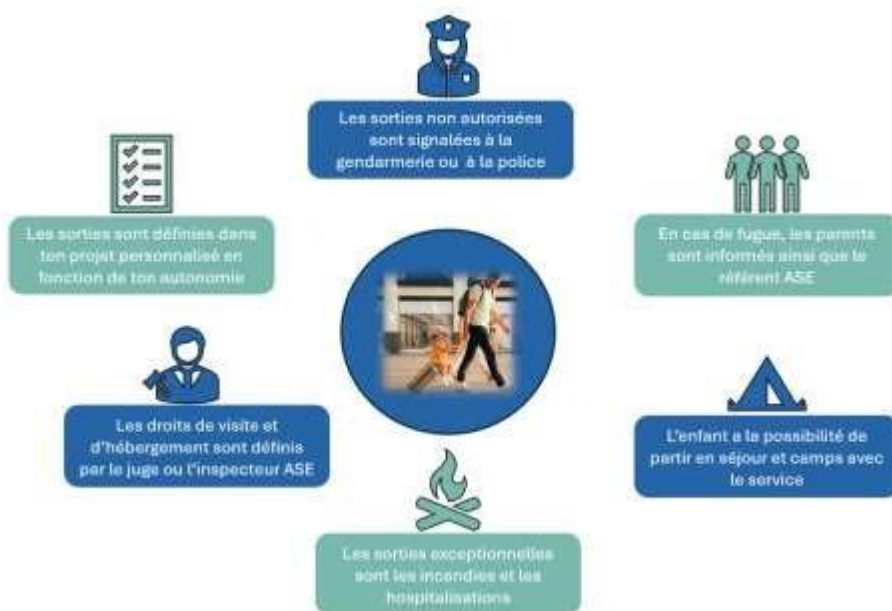 Les sorties non autorisées
sont signalées à la
gendarmerie ou à la police
Les sorties sont définies dans
ton projet personnalisé en
fonction de ton autonomie
En cas de fugue, les parents
sont informés ainsi que le
référent ASE
Les droits de visite et
d'hébergement sont définis
par le juge ou l'inspecteur ASE
L'enfant a la possibilité de
partir en séjour et camps avec
le service
Les sorties exceptionnelles
sont les incendies et les
hospitalisations